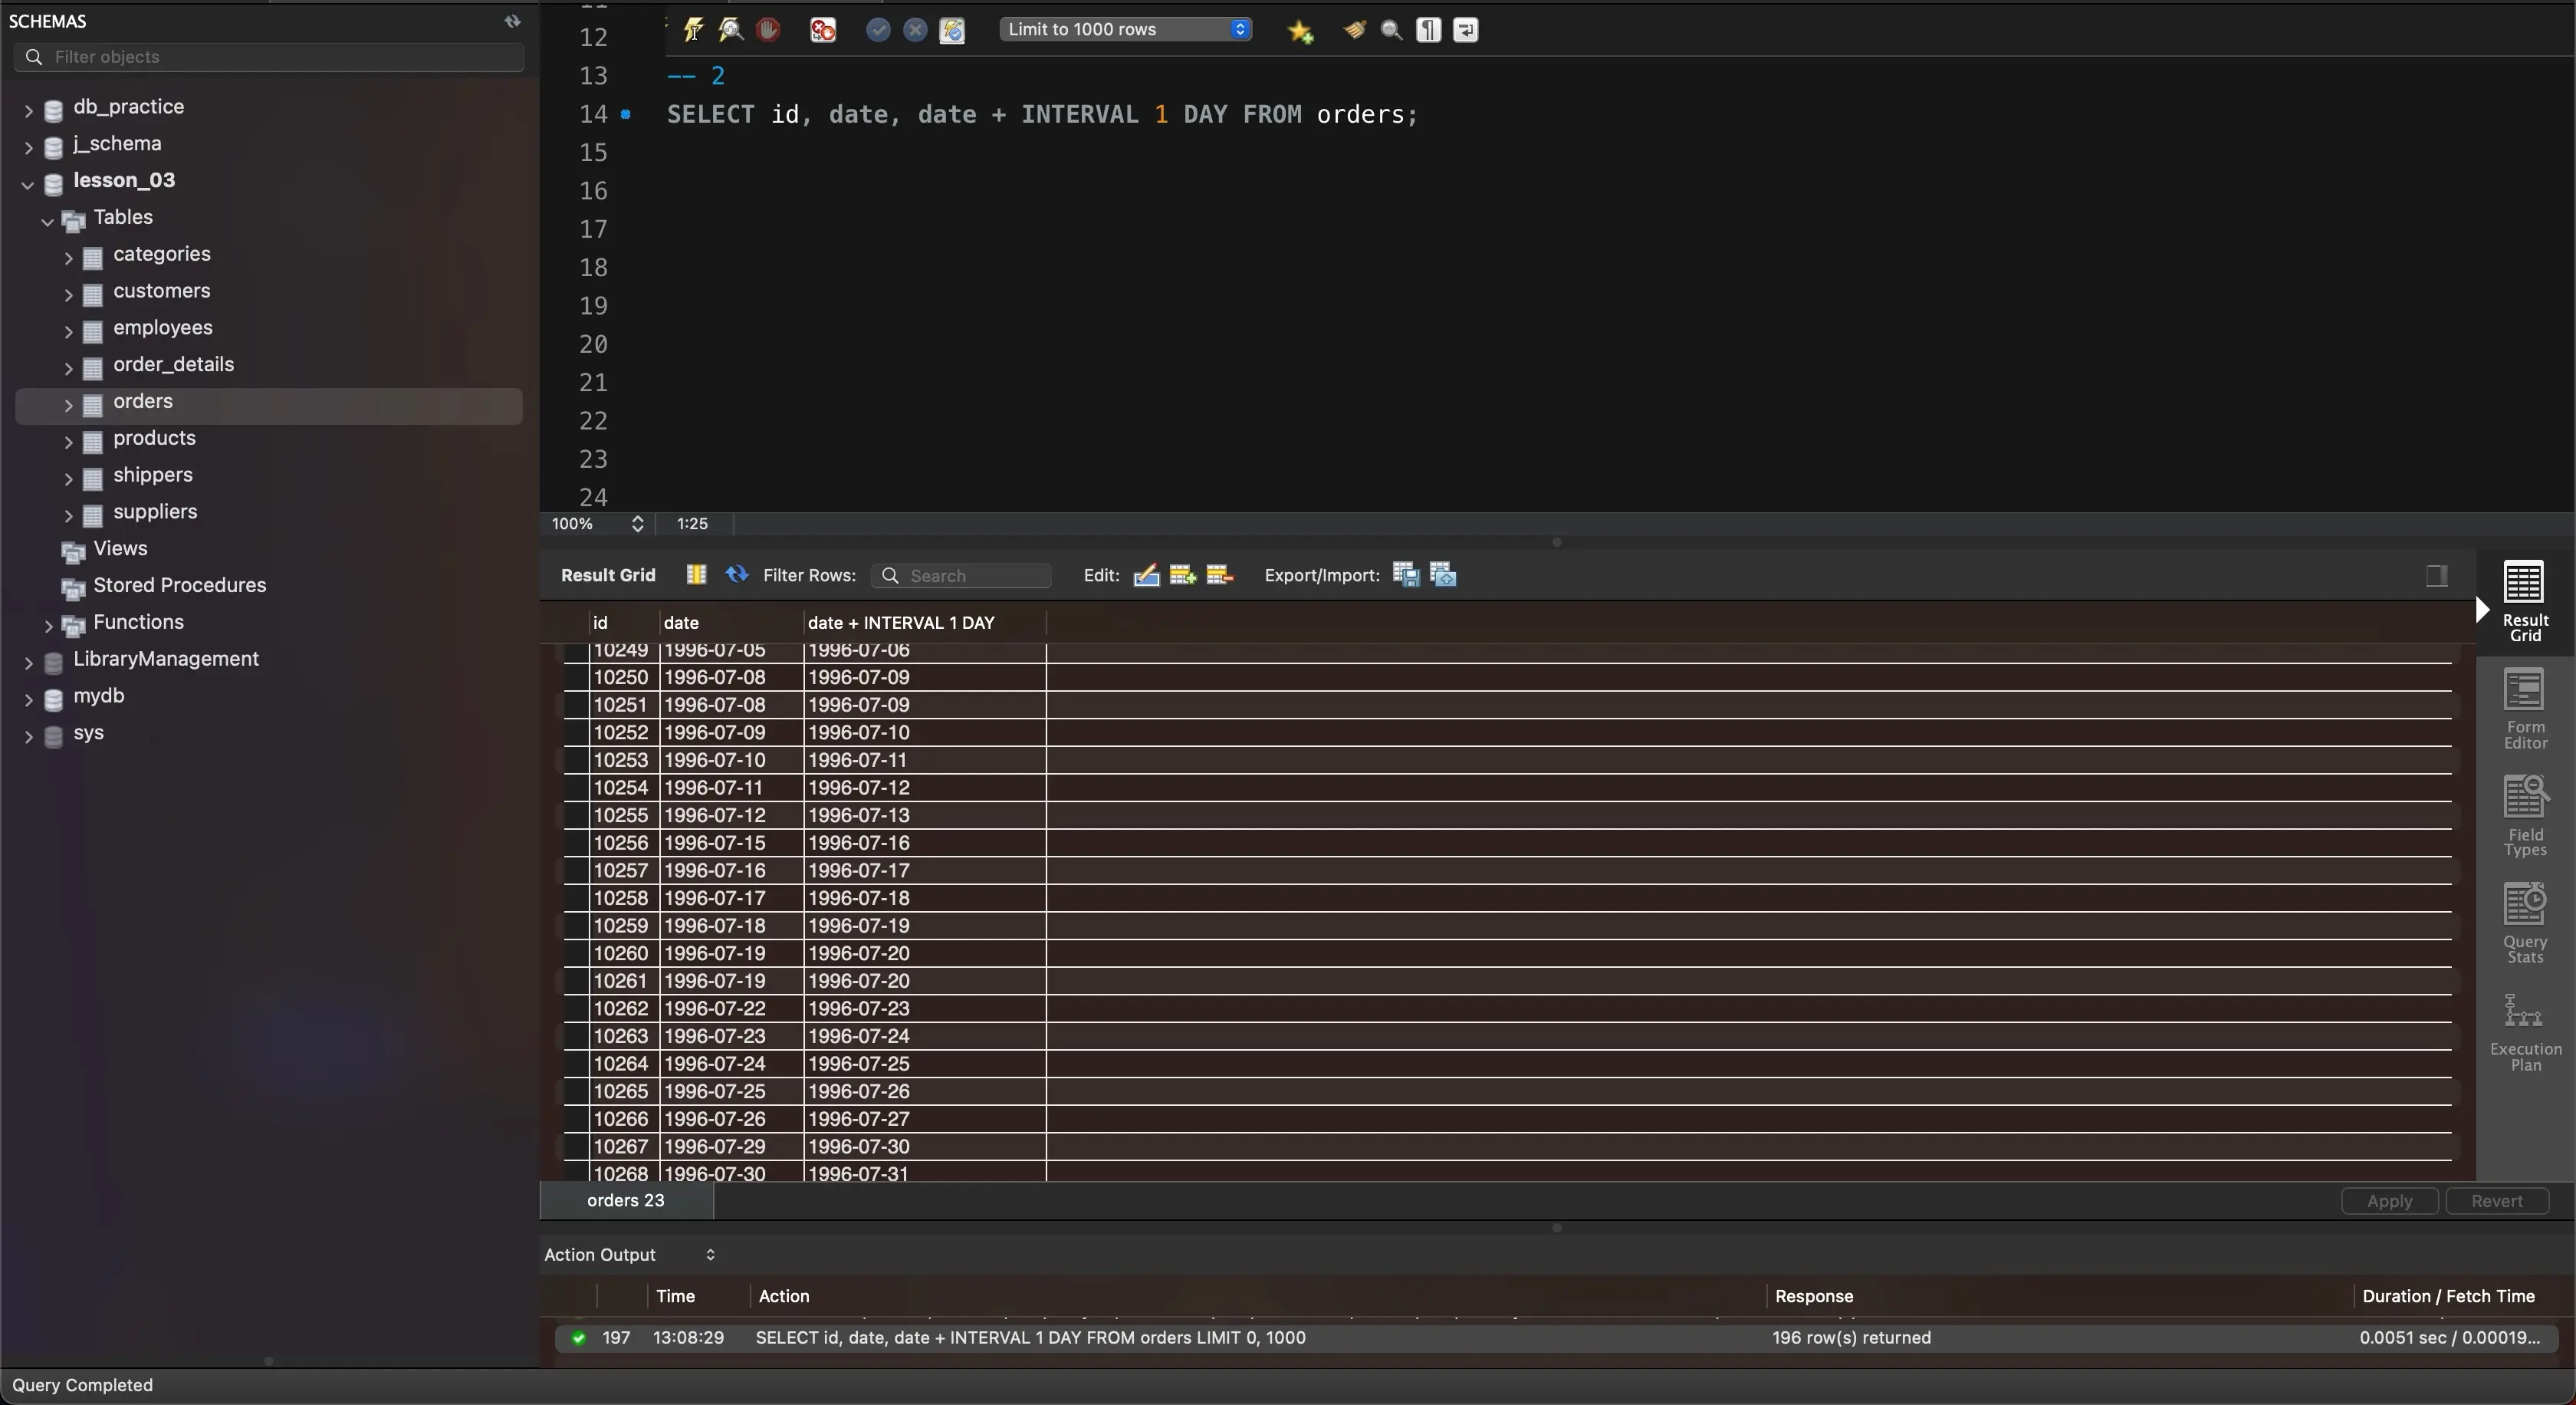 SCHEMAS
Filter objects
db_practice
j_schema
lesson_03
Tables
categories
customers
employees
order_details
orders
products
shippers
suppliers
Views
Stored Procedures
Functions
LibraryManagement
mydb
sys
Limit to 1000 rows
12
13 -- 2
14 SELECT id, date, date + INTERVAL 1 DAY FROM orders;
15
16
17
18
19
20
21
22
23
24
100% 1:25
Result Grid Filter Rows: Search Edit: Export/Import:
id date date + INTERVAL 1 DAY
10249 1996-07-05 1996-07-06
10250 1996-07-08 1996-07-09
10251 1996-07-08 1996-07-09
10252 1996-07-09 1996-07-10
10253 1996-07-10 1996-07-11
10254 1996-07-11 1996-07-12
10255 1996-07-12 1996-07-13
10256 1996-07-15 1996-07-16
10257 1996-07-16 1996-07-17
10258 1996-07-17 1996-07-18
10259 1996-07-18 1996-07-19
10260 1996-07-19 1996-07-20
10261 1996-07-19 1996-07-20
10262 1996-07-22 1996-07-23
10263 1996-07-23 1996-07-24
10264 1996-07-24 1996-07-25
10265 1996-07-25 1996-07-26
10266 1996-07-26 1996-07-27
10267 1996-07-29 1996-07-30
10268 1996-07-30 1996-07-31
Result
Grid
Form
Editor
Field
Types
Query
Stats
Execution
Plan
orders 23 Apply Revert
Action Output
Time Action Response Duration / Fetch Time
197 13:08:29 SELECT id, date, date + INTERVAL 1 DAY FROM orders LIMIT 0, 1000 196 row(s) returned 0.0051 sec / 0.00019...
Query Completed